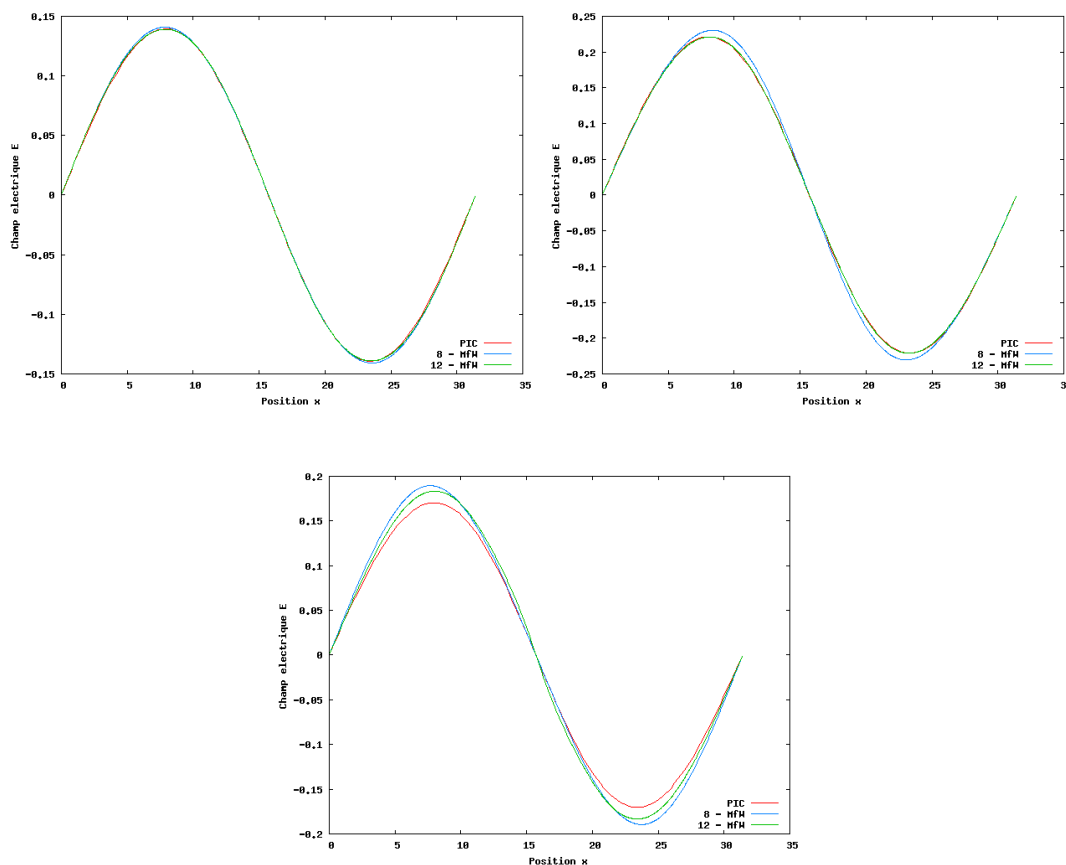 0.15
0.1
0.05
0
-0.05
-0.1
-0.15
Champ electrique E
0 5 10 15 20 25 30 35
Position x
PIC
8 - MfW
12 - MfW
0.25
0.2
0.15
0.1
0.05
0
-0.05
-0.1
-0.15
-0.2
-0.25
Champ electrique E
0 5 10 15 20 25 30 3
Position x
PIC
8 - MfW
12 - MfW
0.2
0.15
0.1
0.05
0
-0.05
-0.1
-0.15
-0.2
Champ electrique E
0 5 10 15 20 25 30 35
Position x
PIC
8 - MfW
12 - MfW